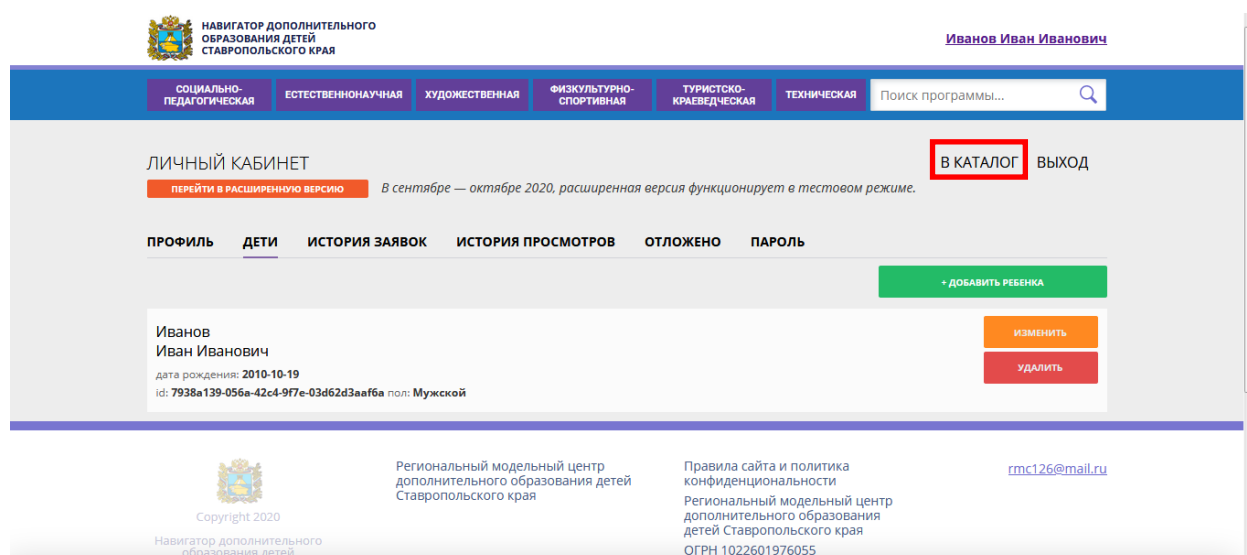 НАВИГАТОР ДОПОЛНИТЕЛЬНОГО
ОБРАЗОВАНИЯ ДЕТЕЙ
СТАВРОПОЛЬСКОГО КРАЯ
Иванов Иван Иванович
СОЦИАЛЬНО-
ПЕДАГОГИЧЕСКАЯ
ЕСТЕСТВЕННОНАУЧНАЯ
ХУДОЖЕСТВЕННАЯ
ФИЗКУЛЬТУРНО-
СПОРТИВНАЯ
ТУРИСТСКО-
КРАЕВЕДЧЕСКАЯ
ТЕХНИЧЕСКАЯ
Поиск программы...
ЛИЧНЫЙ КАБИНЕТ
В КАТАЛОГ
ВЫХОД
ПЕРЕЙТИ В РАСШИРЕННУЮ ВЕРСИЮ
В сентябре — октябре 2020, расширенная версия функционирует в тестовом режиме.
ПРОФИЛЬ
ДЕТИ
ИСТОРИЯ ЗАЯВОК
ИСТОРИЯ ПРОСМОТРОВ
ОТЛОЖЕНО
ПАРОЛЬ
+ ДОБАВИТЬ РЕБЕНКА
Иванов
Иван Иванович
дата рождения: 2010-10-19
id: 7938a139-056a-42c4-9f7e-03d62d3aaf6a пол: Мужской
ИЗМЕНИТЬ
УДАЛИТЬ
Copyright 2020
Навигатор дополнительного
образования детей
Региональный модельный центр
дополнительного образования детей
Ставропольского края
Правила сайта и политика
конфиденциональности
Региональный модельный центр
дополнительного образования
детей Ставропольского края
ОГРН 1022601976055
rmc126@mail.ru